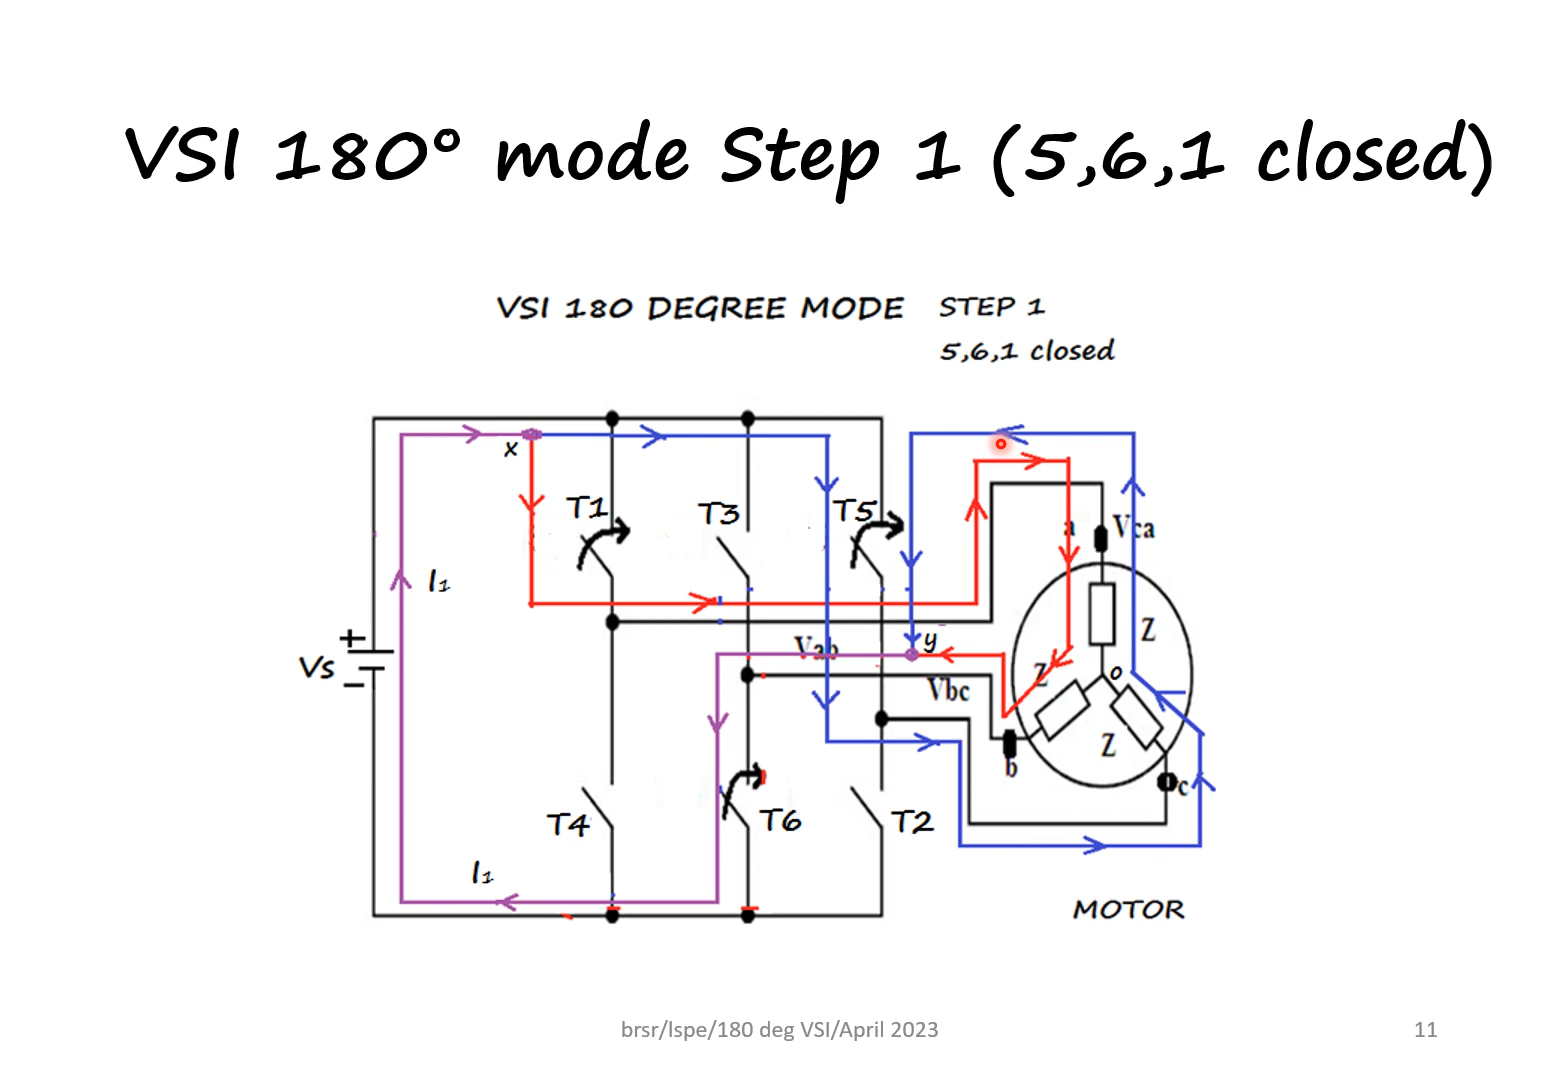 VSI 180° mode Step 1 (5,6,1 closed)
VSI 180 DEGREE MODE STEP 1
5,6,1 closed
x
T1
T3
T5
a
Vca
I₁
y
Z
Vs
+
−
Vab
Z
o
Vbc
Z
b
c
T4
T6
T2
I₁
MOTOR
brsr/lspe/180 deg VSI/April 2023
11